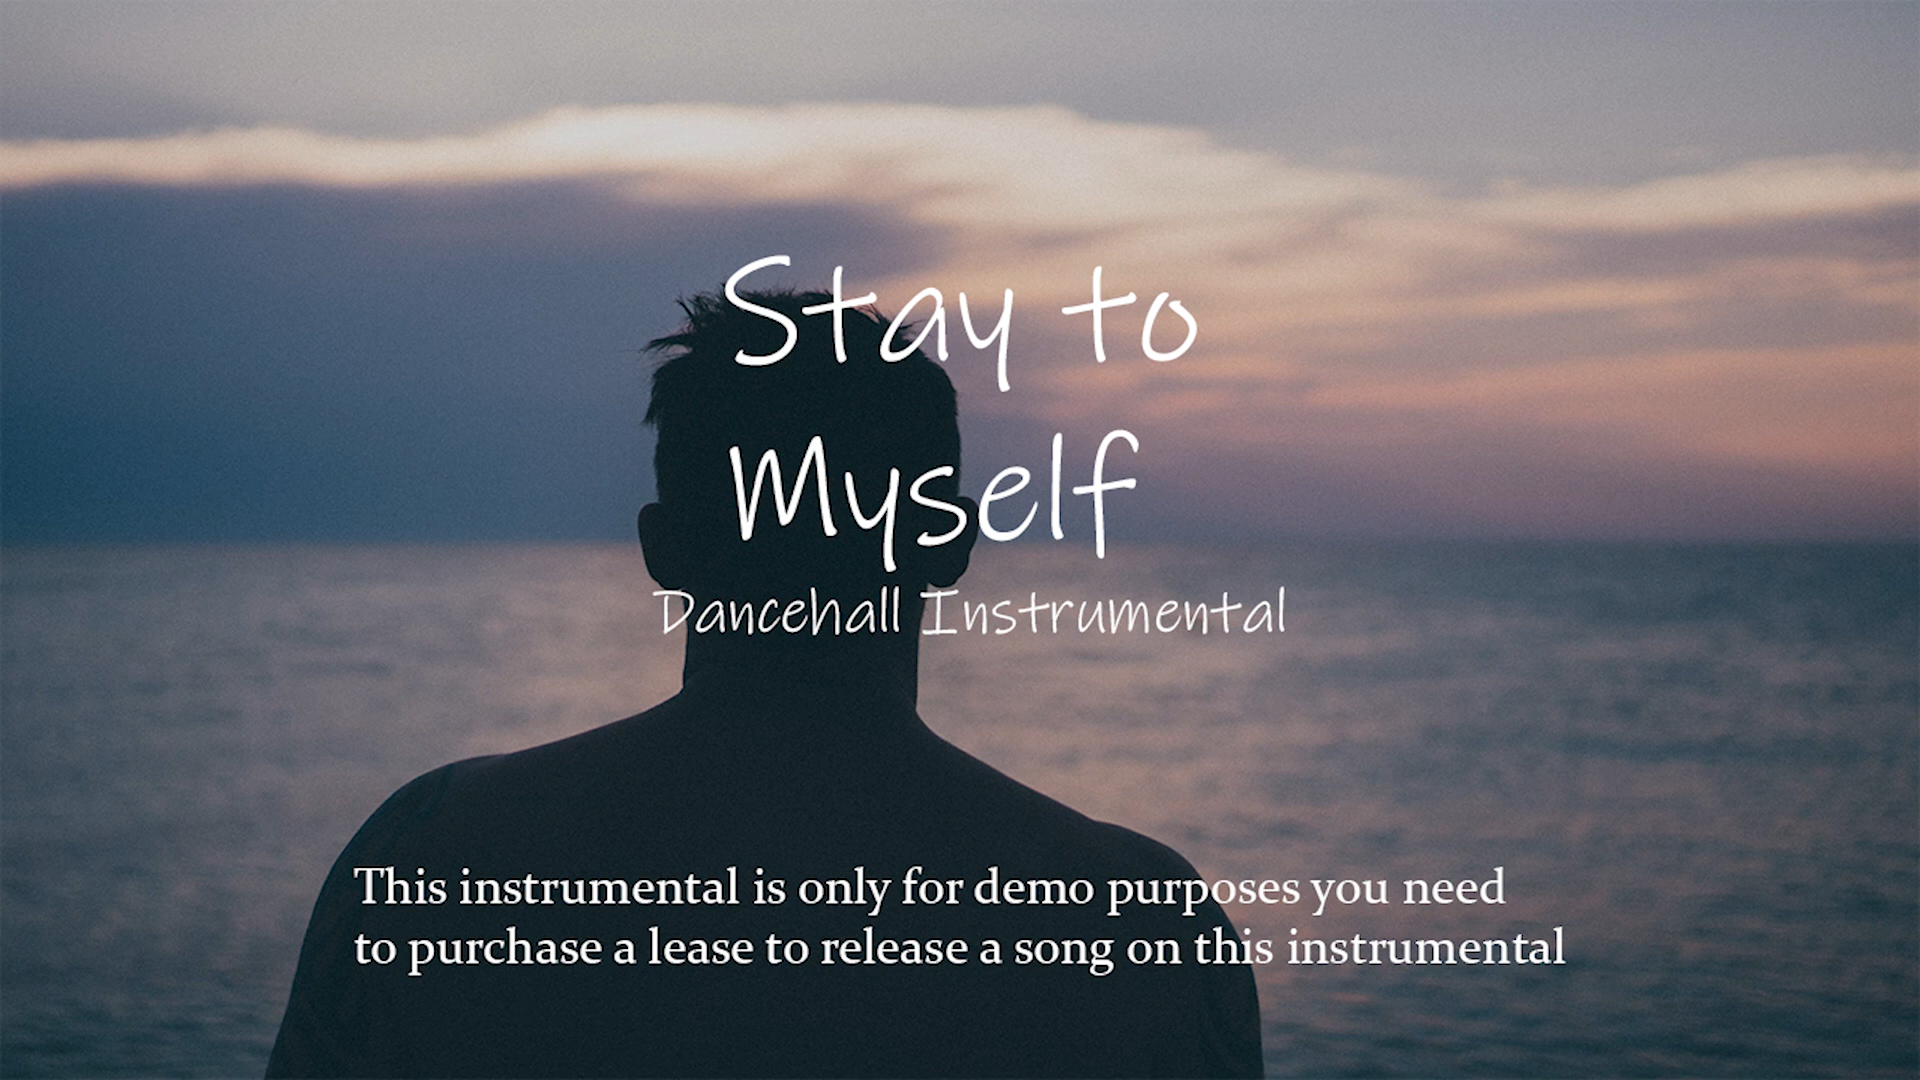 Stay to
Myself
Dancehall Instrumental
This instrumental is only for demo purposes you need
to purchase a lease to release a song on this instrumental